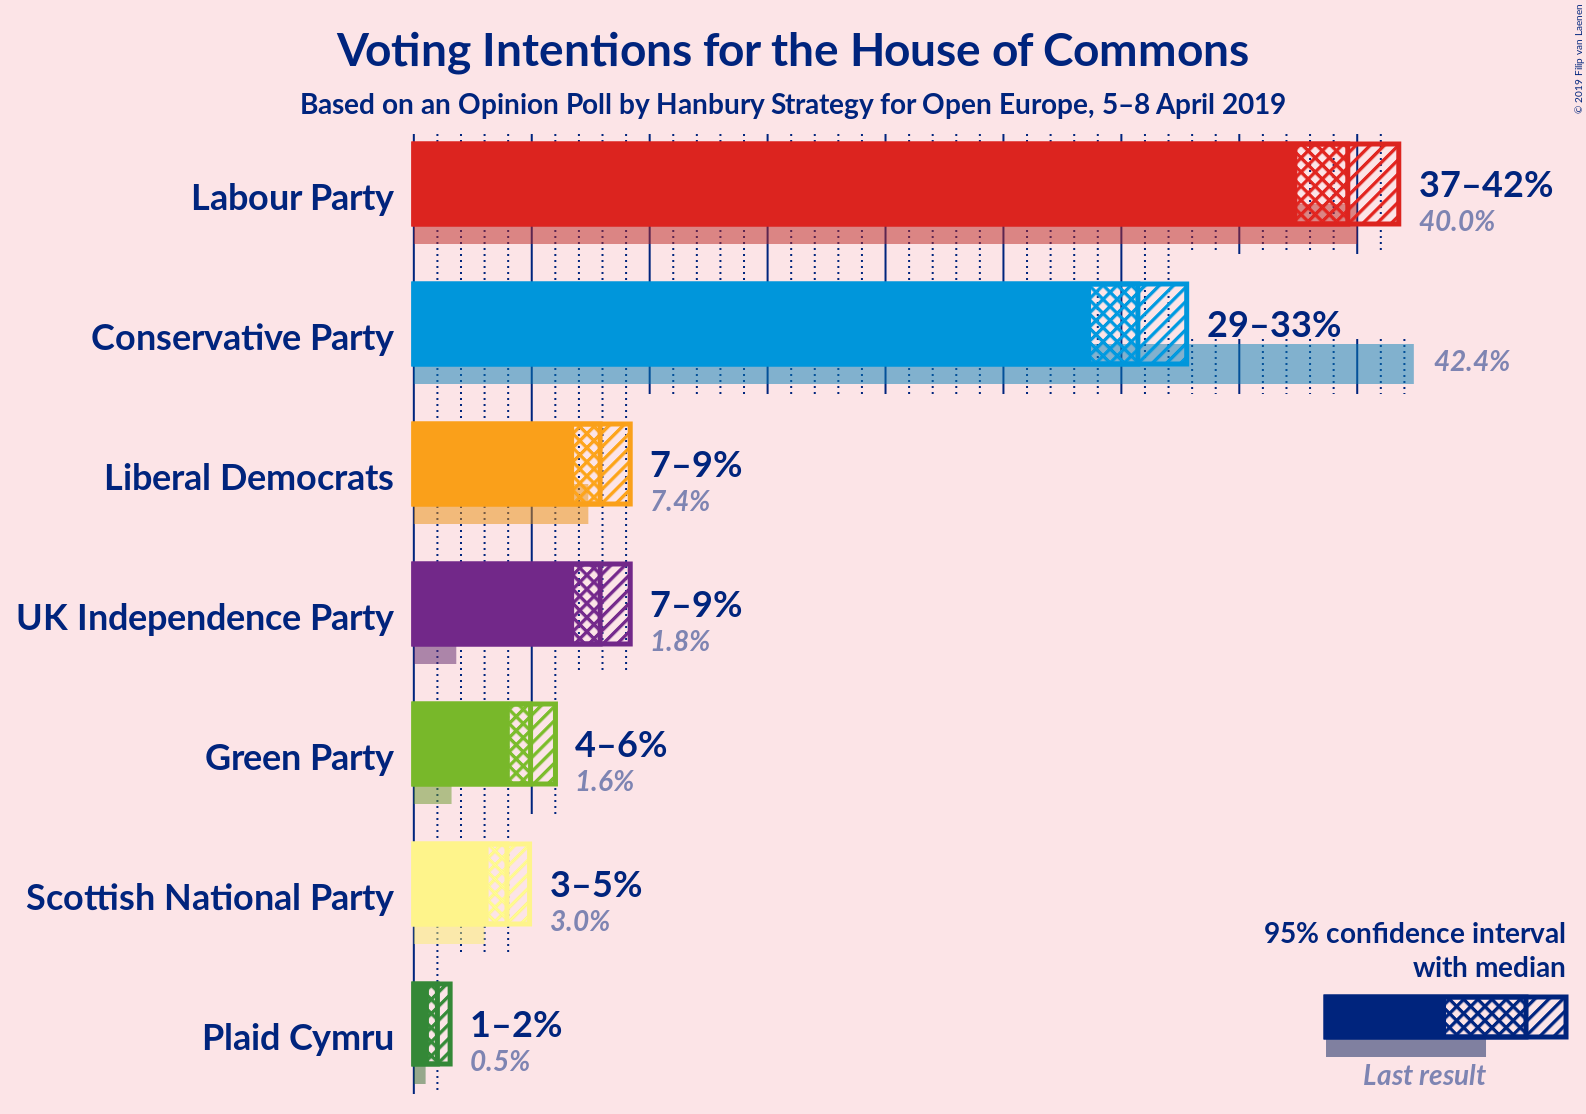 Voting Intentions for the House of Commons
Based on an Opinion Poll by Hanbury Strategy for Open Europe, 5–8 April 2019
© 2019 Filip van Laenen
Labour Party
37–42%
40.0%
Conservative Party
29–33%
42.4%
Liberal Democrats
7–9%
7.4%
UK Independence Party
7–9%
1.8%
Green Party
4–6%
1.6%
Scottish National Party
3–5%
3.0%
Plaid Cymru
1–2%
0.5%
95% confidence interval
with median
Last result